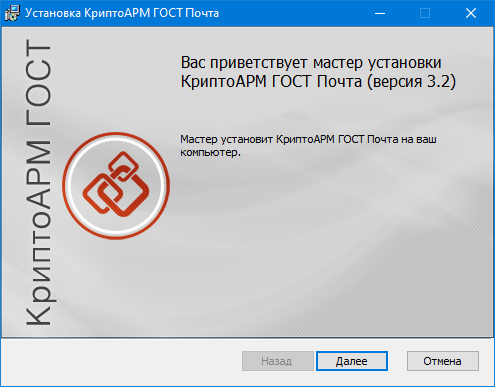 Установка КриптоАРМ ГОСТ Почта
КриптоАРМ ГОСТ
Вас приветствует мастер установки
КриптоАРМ ГОСТ Почта (версия 3.2)
Мастер установит КриптоАРМ ГОСТ Почта на ваш
компьютер.
Назад
Далее
Отмена